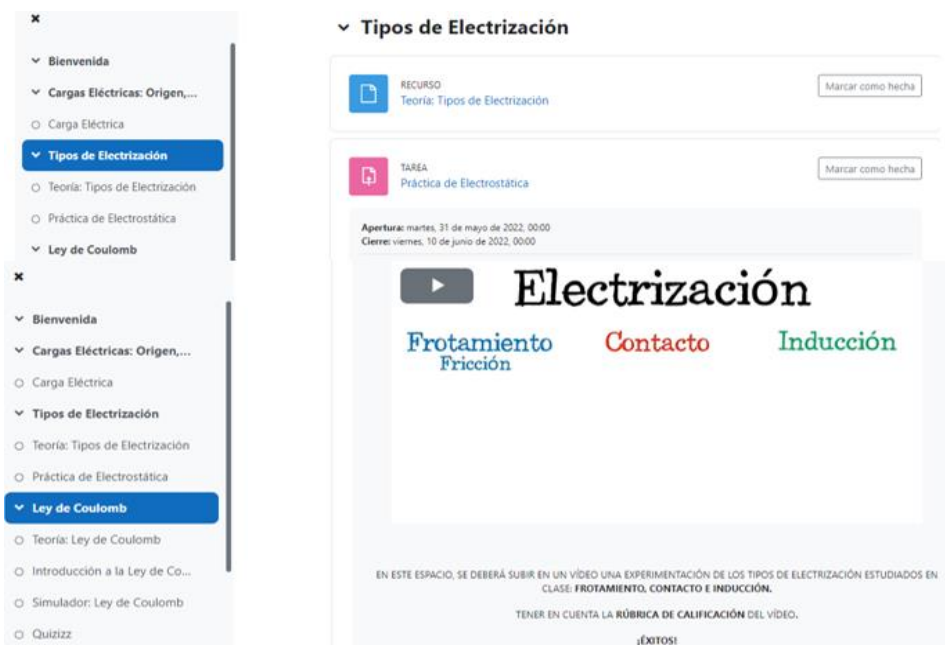 Bienvenida
Cargas Eléctricas: Origen,...
Carga Eléctrica
Tipos de Electrización
Teoría: Tipos de Electrización
Práctica de Electrostática
Ley de Coulomb
Bienvenida
Cargas Eléctricas: Origen,...
Carga Eléctrica
Tipos de Electrización
Teoría: Tipos de Electrización
Práctica de Electrostática
Ley de Coulomb
Teoría: Ley de Coulomb
Introducción a la Ley de Co...
Simulador: Ley de Coulomb
Quizizz
Tipos de Electrización
RECURSO
Teoría: Tipos de Electrización
Marcar como hecha
TAREA
Práctica de Electrostática
Marcar como hecha
Apertura: martes, 31 de mayo de 2022, 00:00
Cierre: viernes, 10 de junio de 2022, 00:00
Electrización
Frotamiento Contacto Inducción
Fricción
EN ESTE ESPACIO, SE DEBERÁ SUBIR EN UN VÍDEO UNA EXPERIMENTACIÓN DE LOS TIPOS DE ELECTRIZACIÓN ESTUDIADOS EN
CLASE: FROTAMIENTO, CONTACTO E INDUCCIÓN.
TENER EN CUENTA LA RÚBRICA DE CALIFICACIÓN DEL VÍDEO.
¡ÉXITOS!